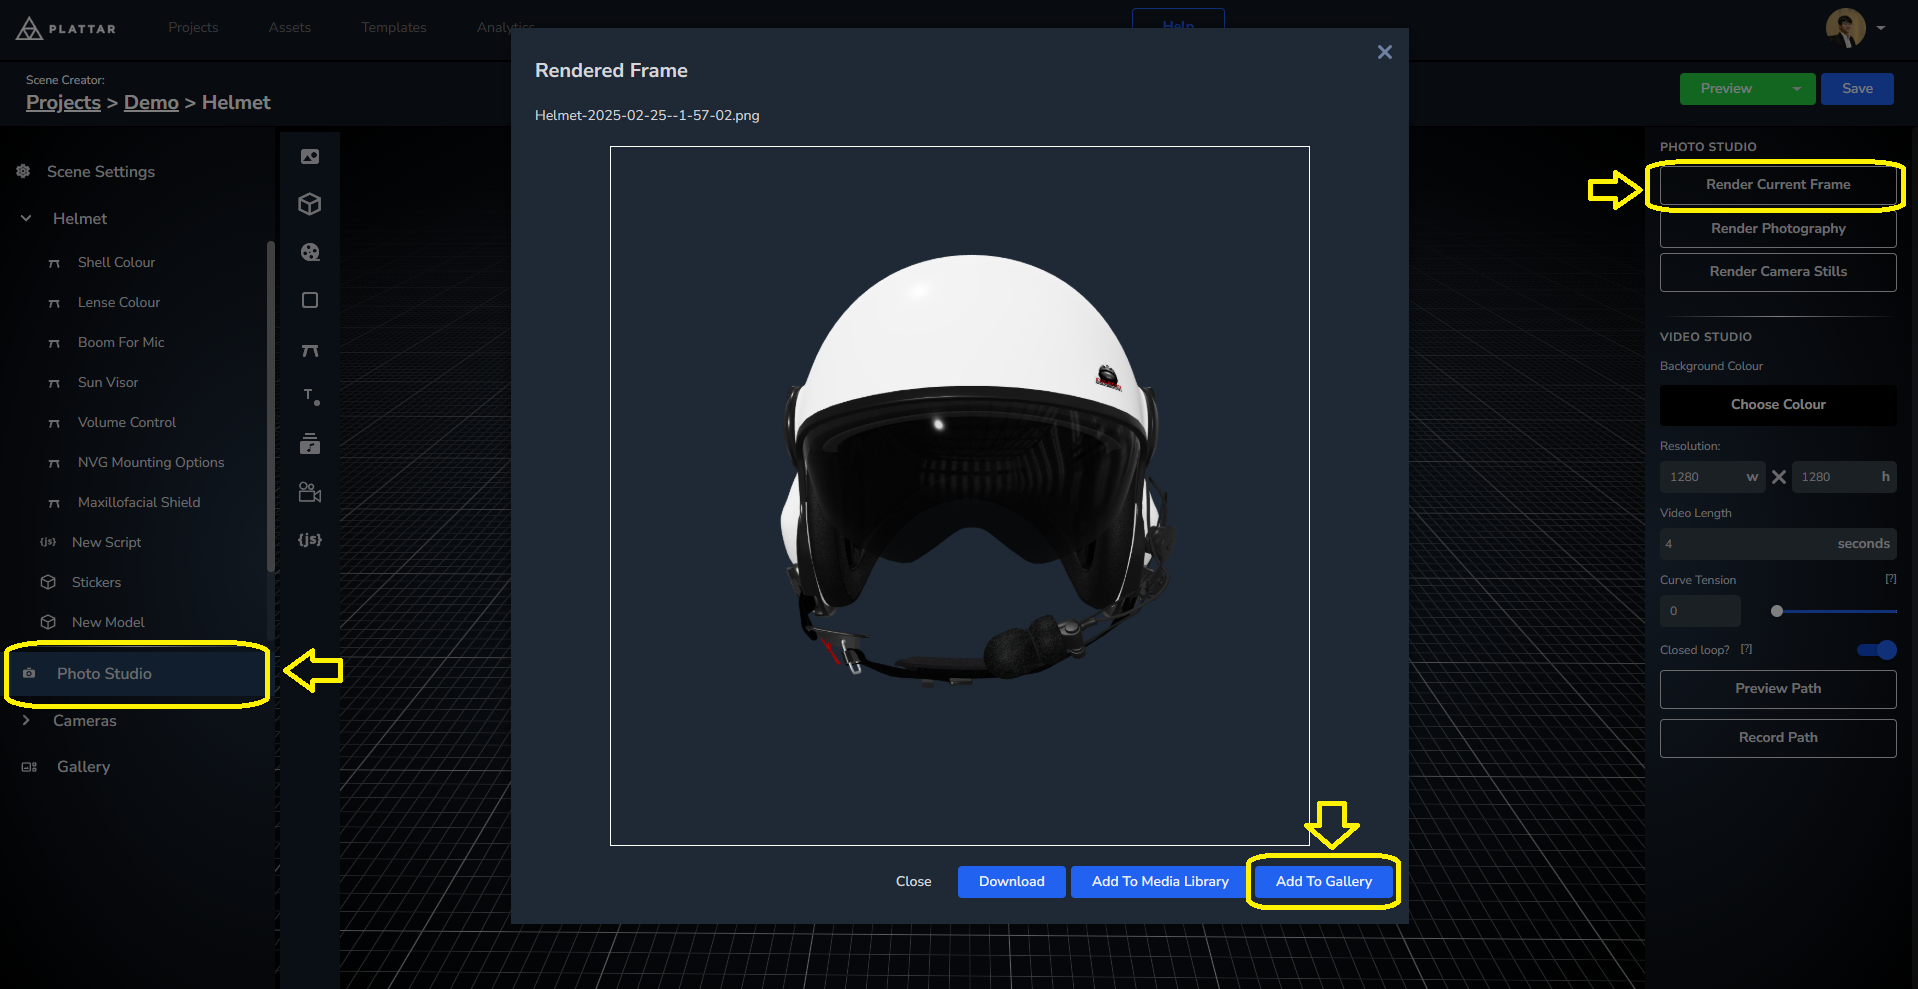 PLATTAR
Projects
Assets
Templates
Analytics
Help
Scene Creator:
Projects > Demo > Helmet
Preview
Save
Scene Settings
Helmet
Shell Colour
Lense Colour
Boom For Mic
Sun Visor
Volume Control
NVG Mounting Options
Maxillofacial Shield
{js} New Script
Stickers
New Model
Photo Studio
Cameras
Gallery
T
{js}
Rendered Frame
Helmet-2025-02-25--1-57-02.png
Close
Download
Add To Media Library
Add To Gallery
PHOTO STUDIO
Render Current Frame
Render Photography
Render Camera Stills
VIDEO STUDIO
Background Colour
Choose Colour
Resolution:
1280 w
1280 h
Video Length
4 seconds
Curve Tension [?]
0
Closed loop? [?]
Preview Path
Record Path